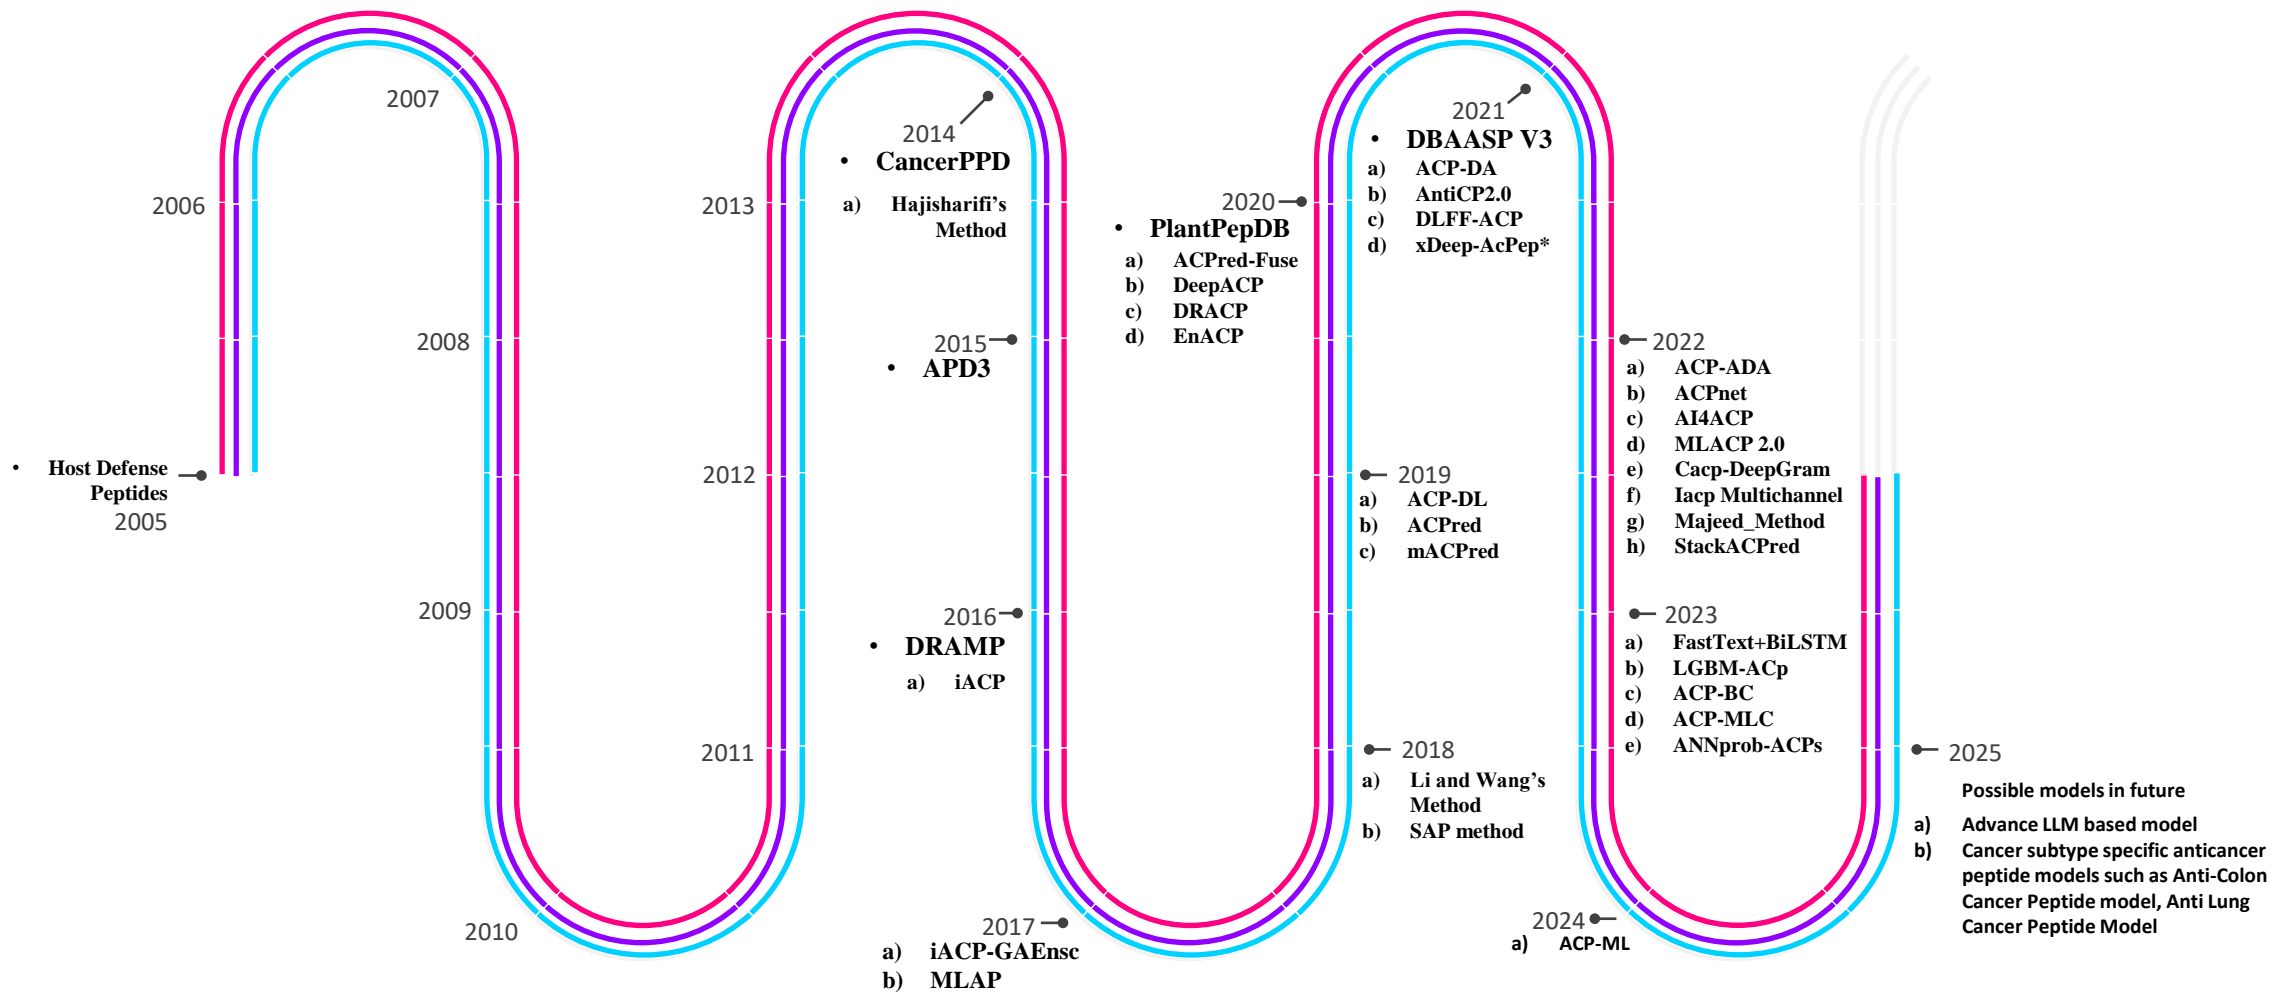 • Host Defense
Peptides
2005
2006
2007
2008
2009
2010
2011
2012
2013
2014
• CancerPPD
a) Hajisharifi's
Method
2015
• APD3
2016
• DRAMP
a) iACP
2017
a) iACP-GAEnsc
b) MLAP
2018
a) Li and Wang's
Method
b) SAP method
2019
a) ACP-DL
b) ACPred
c) mACPred
2020
• PlantPepDB
a) ACPred-Fuse
b) DeepACP
c) DRACP
d) EnACP
2021
• DBAASP V3
a) ACP-DA
b) AntiCP2.0
c) DLFF-ACP
d) xDeep-AcPep*
2022
a) ACP-ADA
b) ACPnet
c) AI4ACP
d) MLACP 2.0
e) Cacp-DeepGram
f) Iacp Multichannel
g) Majeed_Method
h) StackACPred
2023
a) FastText+BiLSTM
b) LGBM-ACp
c) ACP-BC
d) ACP-MLC
e) ANNprob-ACPs
2024
a) ACP-ML
2025
Possible models in future
a) Advance LLM based model
b) Cancer subtype specific anticancer
peptide models such as Anti-Colon
Cancer Peptide model, Anti Lung
Cancer Peptide Model